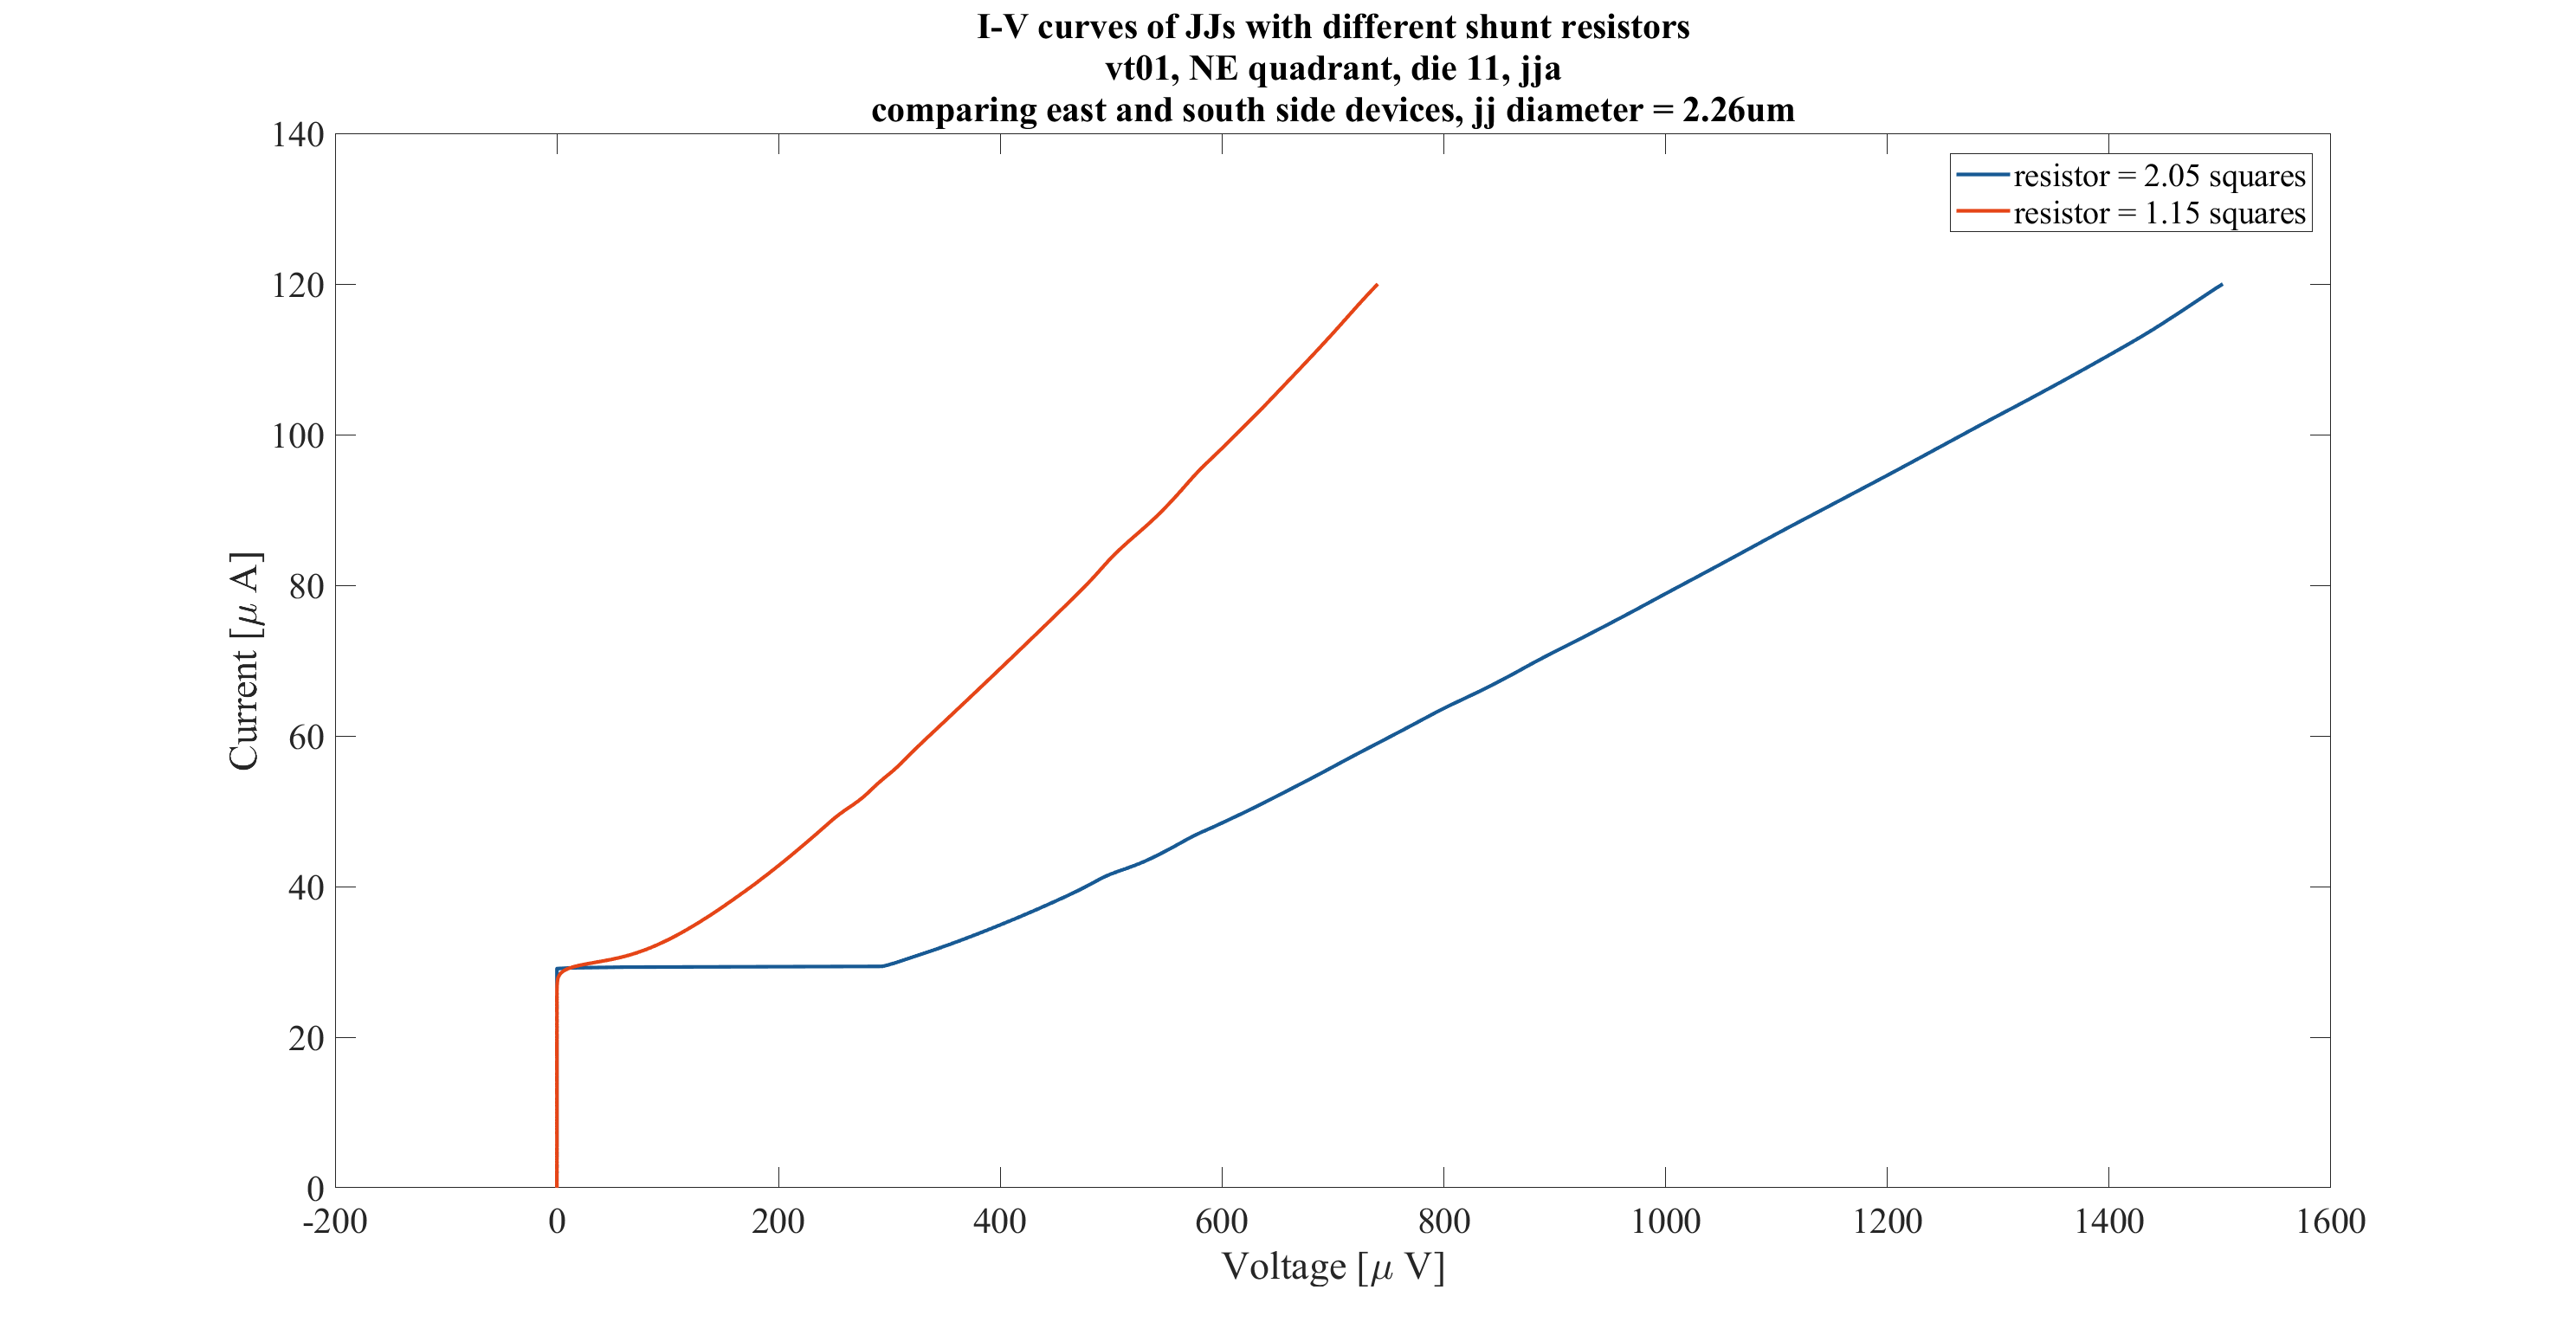 I-V curves of JJs with different shunt resistors
vt01, NE quadrant, die 11, jja
comparing east and south side devices, jj diameter = 2.26um
140
120
100
80
60
40
20
0
Current [μ A]
resistor = 2.05 squares
resistor = 1.15 squares
-200 0 200 400 600 800 1000 1200 1400 1600
Voltage [μ V]